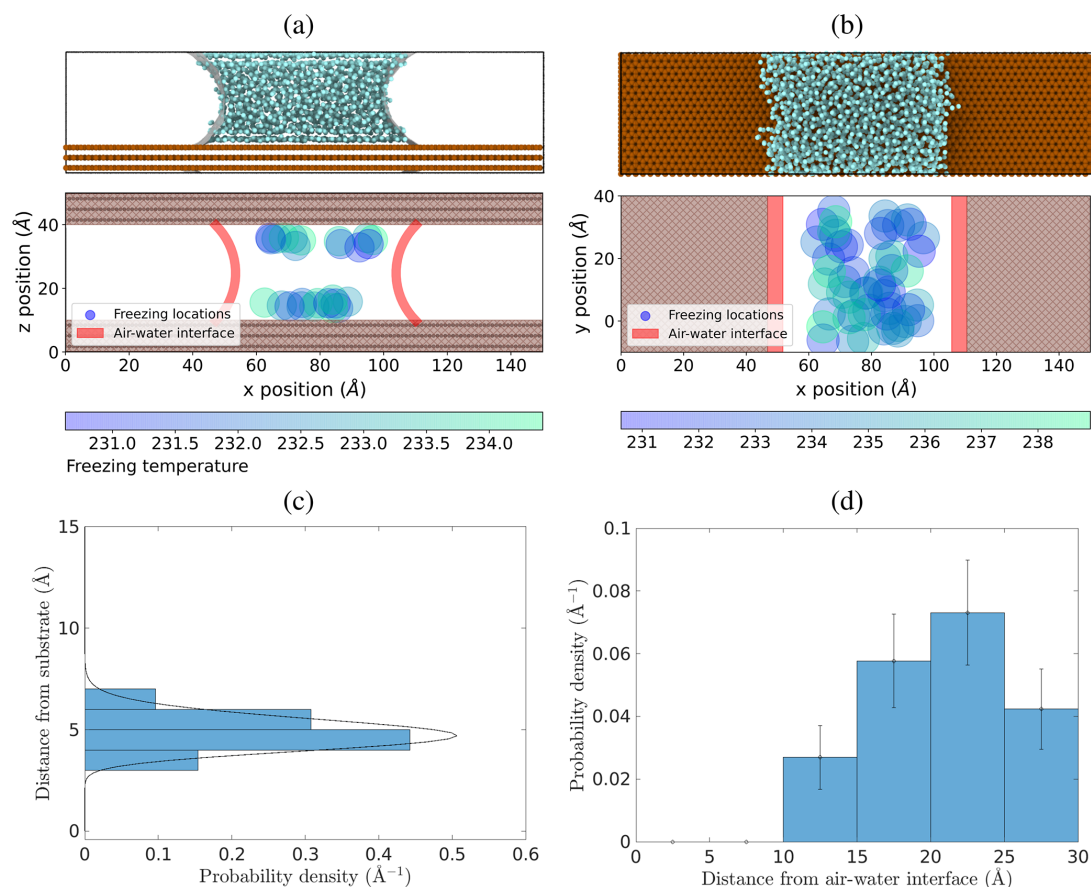 (a)
(b)
z position (Å)
40
20
0
Freezing locations
Air-water interface
0 20 40 60 80 100 120 140
x position (Å)
y position (Å)
40
30
20
10
0
Freezing locations
Air-water interface
0 20 40 60 80 100 120 140
x position (Å)
231.0 231.5 232.0 232.5 233.0 233.5 234.0
Freezing temperature
231 232 233 234 235 236 237 238
(c)
(d)
Distance from substrate (Å)
15
10
5
0
0 0.1 0.2 0.3 0.4 0.5 0.6
Probability density (Å⁻¹)
Probability density (Å⁻¹)
0.1
0.08
0.06
0.04
0.02
0
0 5 10 15 20 25 30
Distance from air-water interface (Å)